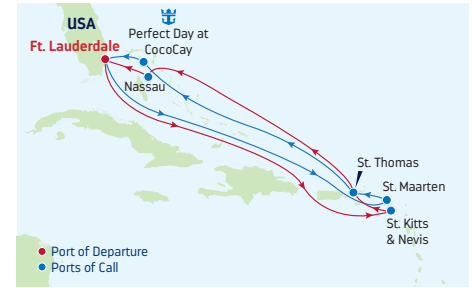 USA
Ft. Lauderdale
Perfect Day at
CocoCay
Nassau
St. Thomas
St. Maarten
St. Kitts
& Nevis
Port of Departure
Ports of Call